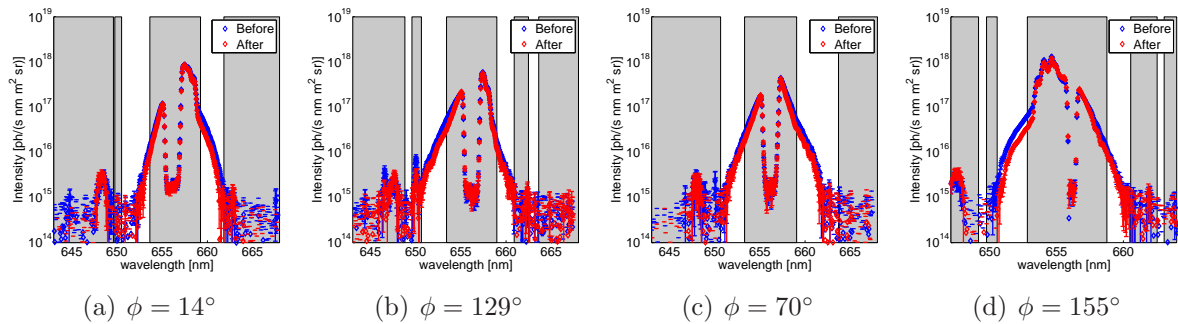 10^19
10^18
10^17
10^16
10^15
10^14
Intensity [ph/(s nm m^2 sr)]
645 650 655 660 665
wavelength [nm]
Before
After
(a) ϕ = 14°
10^19
10^18
10^17
10^16
10^15
10^14
Intensity [ph/(s nm m^2 sr)]
645 650 655 660 665
wavelength [nm]
Before
After
(b) ϕ = 129°
10^19
10^18
10^17
10^16
10^15
10^14
Intensity [ph/(s nm m^2 sr)]
645 650 655 660 665
wavelength [nm]
Before
After
(c) ϕ = 70°
10^19
10^18
10^17
10^16
10^15
10^14
Intensity [ph/(s nm m^2 sr)]
650 655 660
wavelength [nm]
Before
After
(d) ϕ = 155°